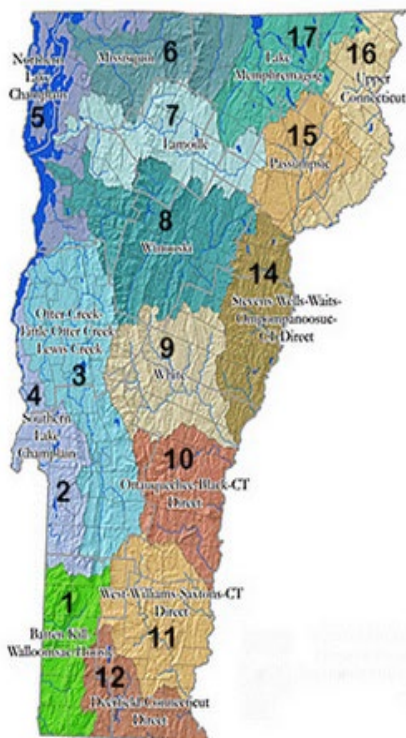 17
6
16
Northern
Lake
Champlain
Missisquoi
Lake
Memphremagog
Upper
Connecticut
5
7
15
Lamoille
Passumpsic
8
Winooski
14
Stevens-Wells-Waits-
Ompompanoosuc-
CT Direct
Otter Creek-
Little Otter Creek-
Lewis Creek
9
3
White
4
Southern
Lake
Champlain
10
Ottauquechee-Black-CT
Direct
2
1
West-Williams-Saxtons-CT
Direct
Batten Kill-
Walloomsac-Hoosic
11
12
Deerfield-Connecticut
Direct